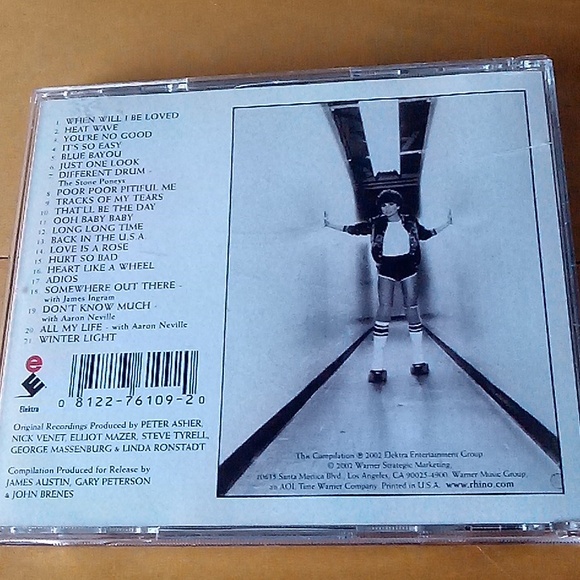 1. WHEN WILL I BE LOVED
2. HEAT WAVE
3. YOU'RE NO GOOD
4. IT'S SO EASY
5. BLUE BAYOU
6. JUST ONE LOOK
7. DIFFERENT DRUM -
The Stone Poneys
8. POOR POOR PITIFUL ME
9. TRACKS OF MY TEARS
10. THAT'LL BE THE DAY
11. OOH BABY BABY
12. LONG LONG TIME
13. BACK IN THE U.S.A.
14. LOVE IS A ROSE
15. HURT SO BAD
16. HEART LIKE A WHEEL
17. ADIOS
18. SOMEWHERE OUT THERE -
with James Ingram
19. DON'T KNOW MUCH -
with Aaron Neville
20. ALL MY LIFE - with Aaron Neville
21. WINTER LIGHT
Elektra
0 8122-76109-2 0
Original Recordings Produced by PETER ASHER,
NICK VENET, ELLIOT MAZER, STEVE TYRELL,
GEORGE MASSENBURG & LINDA RONSTADT
Compilation Produced for Release by
JAMES AUSTIN, GARY PETERSON
& JOHN BRENES
This Compilation ℗ 2002 Elektra Entertainment Group
© 2002 Warner Strategic Marketing,
10635 Santa Monica Blvd., Los Angeles, CA 90025-4900. Warner Music Group,
an AOL Time Warner Company. Printed in U.S.A. www.rhino.com